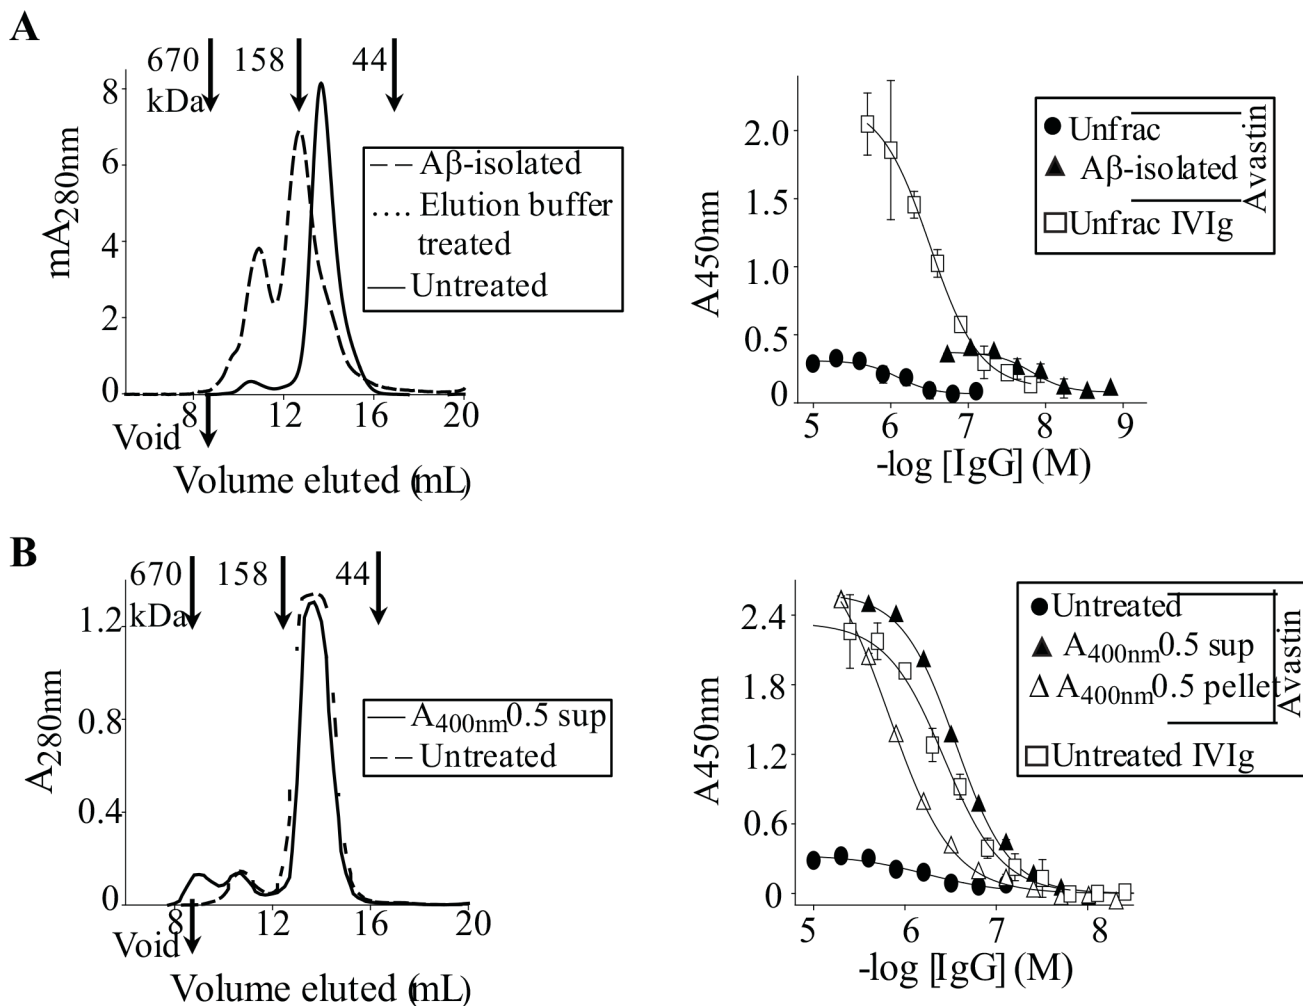 A
670 158 44
kDa
8
6
4
2
0
8 12 16 20
mA280nm
Void
Volume eluted (mL)
Aβ-isolated
.... Elution buffer
treated
Untreated
2.0
1.5
1.0
0.5
0
5 6 7 8 9
A450nm
-log [IgG] (M)
Unfrac
Aβ-isolated
Unfrac IVIg
Avastin
B
670 158 44
kDa
1.2
0.8
0.4
0
8 12 16 20
A280nm
Void
Volume eluted (mL)
A400nm0.5 sup
Untreated
2.4
1.8
1.2
0.6
0
5 6 7 8
A450nm
-log [IgG] (M)
Untreated
A400nm0.5 sup
A400nm0.5 pellet
Untreated IVIg
Avastin